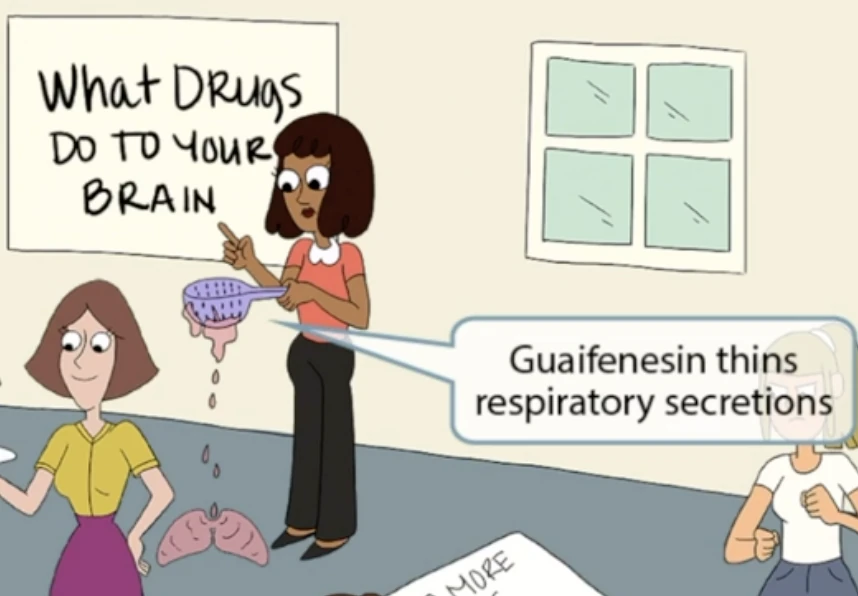 What DRUgS
DO TO YOUR
BRAIN
Guaifenesin thins
respiratory secretions
MORE